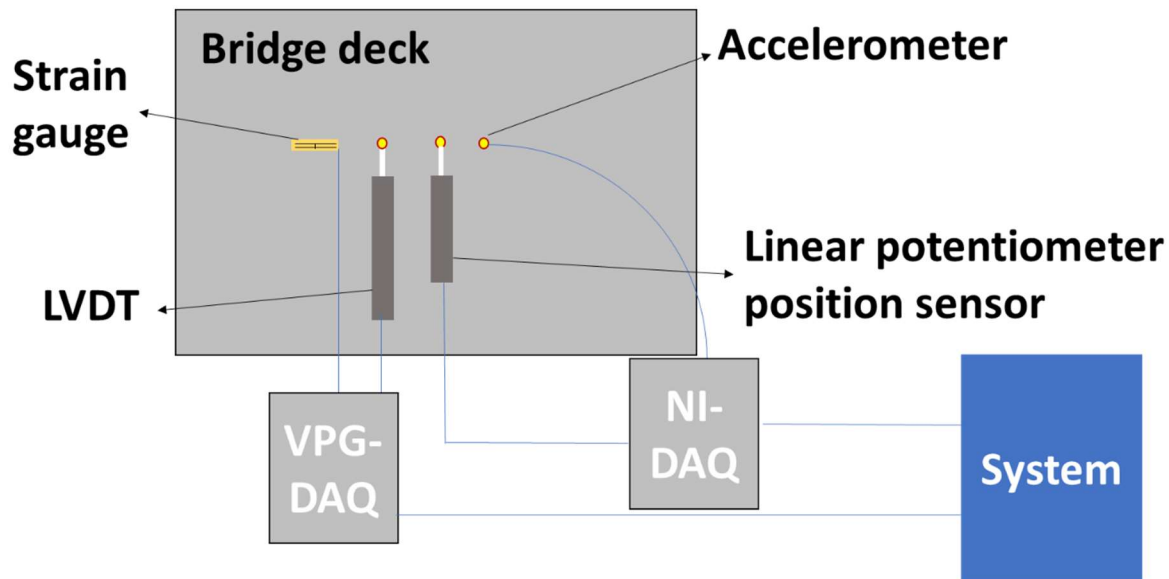 Bridge deck
Accelerometer
Strain
gauge
Linear potentiometer
position sensor
LVDT
VPG-
DAQ
NI-
DAQ
System